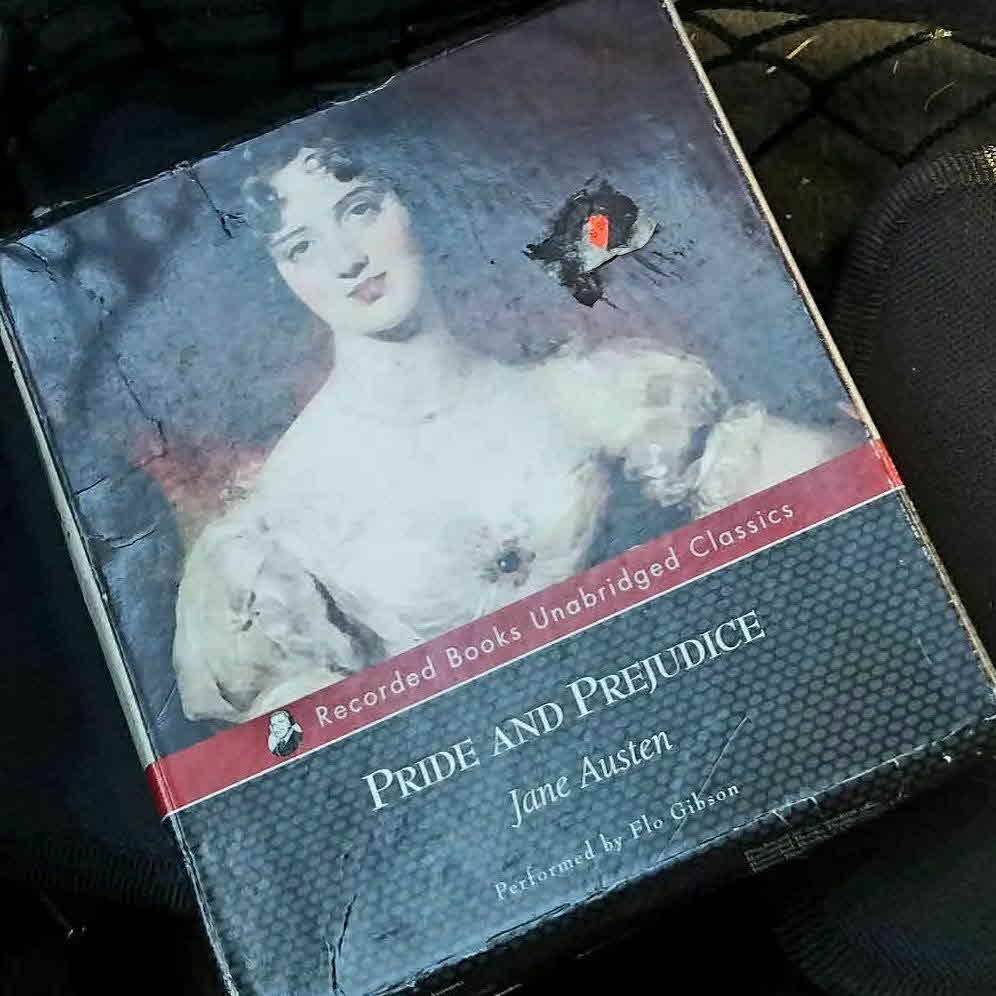 Recorded Books Unabridged Classics
PRIDE AND PREJUDICE
Jane Austen
Performed by Flo Gibson